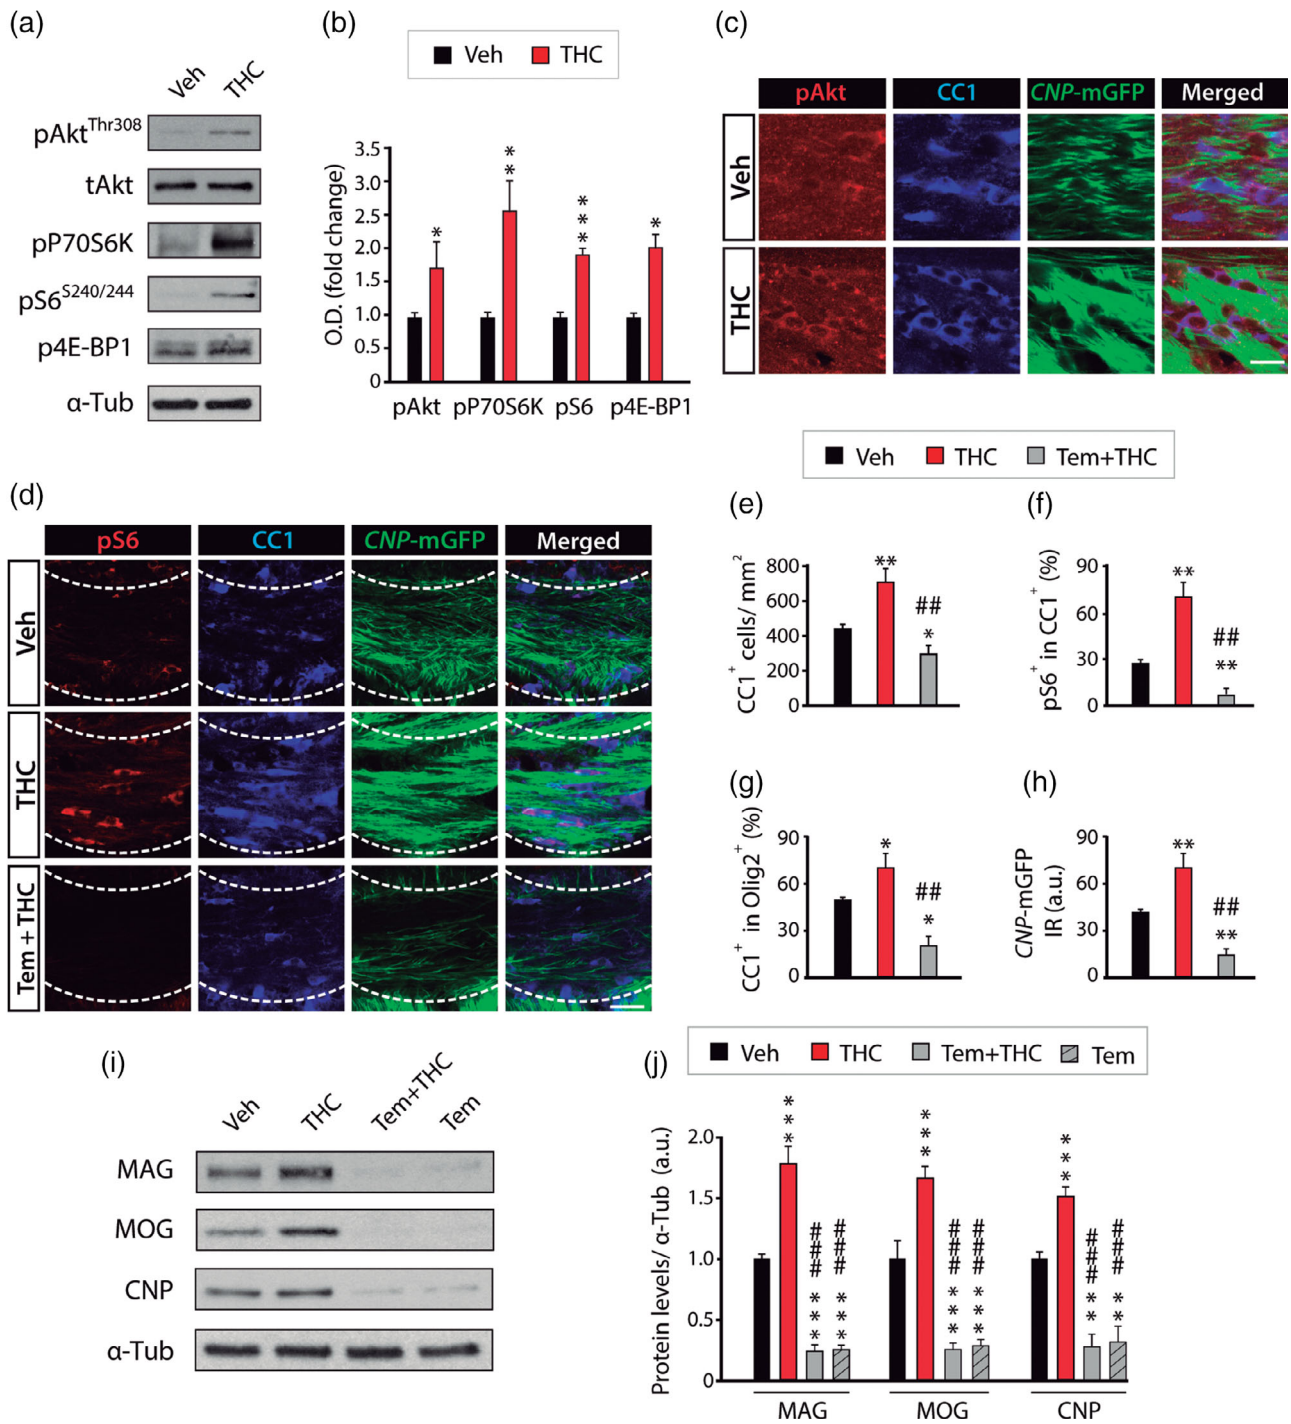 (a)
Veh THC
pAktThr308
tAkt
pP70S6K
pS6S240/244
p4E-BP1
α-Tub
(b)
Veh THC
O.D. (fold change)
3.5
3.0
2.5
2.0
1.5
1.0
0.5
0
* ** *** *
pAkt pP70S6K pS6 p4E-BP1
(c)
pAkt CC1 CNP-mGFP Merged
Veh
THC
Veh THC Tem+THC
(d)
pS6 CC1 CNP-mGFP Merged
Veh
THC
Tem + THC
(e)
CC1+ cells/ mm2
800
600
400
200
0
**
##
*
(f)
pS6+ in CC1+ (%)
90
60
30
0
**
##
**
(g)
CC1+ in Olig2+ (%)
90
60
30
0
*
##
*
(h)
CNP-mGFP
IR (a.u.)
90
60
30
0
**
##
**
(i)
Veh THC Tem+THC Tem
MAG
MOG
CNP
α-Tub
(j)
Veh THC Tem+THC Tem
Protein levels/ α-Tub (a.u.)
2.0
1.5
1.0
0.5
0
*** ### *** ### ***
*** ### *** ### ***
*** ### ** ### **
MAG MOG CNP